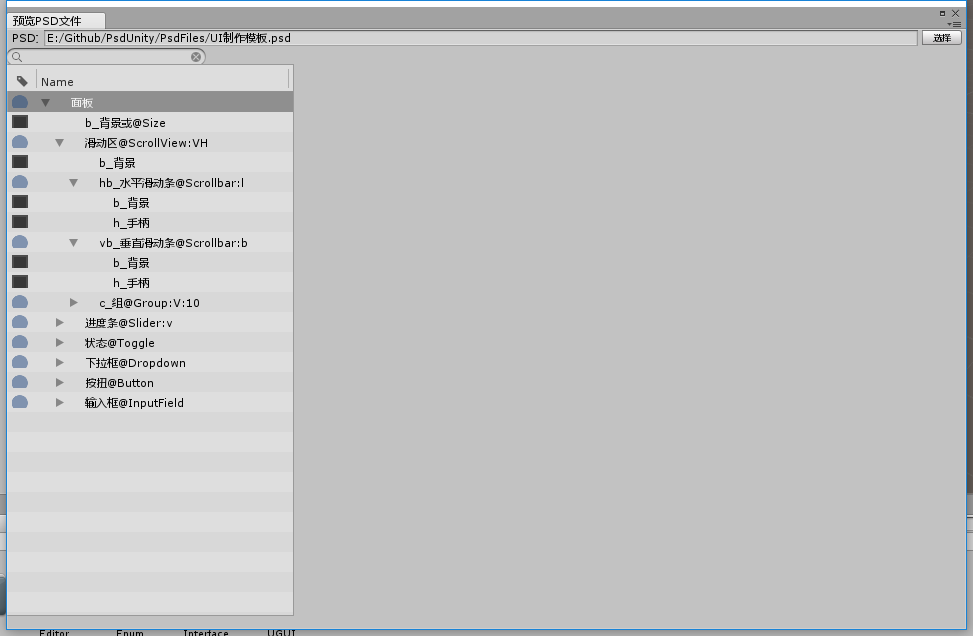 预览PSD文件
PSD: E:/Github/PsdUnity/PsdFiles/UI制作模板.psd 选择
Name
面板
b_背景或@Size
滑动区@ScrollView:VH
b_背景
hb_水平滑动条@Scrollbar:l
b_背景
h_手柄
vb_垂直滑动条@Scrollbar:b
b_背景
h_手柄
c_组@Group:V:10
进度条@Slider:v
状态@Toggle
下拉框@Dropdown
按扭@Button
输入框@InputField
Editor Enum Interface UGUI